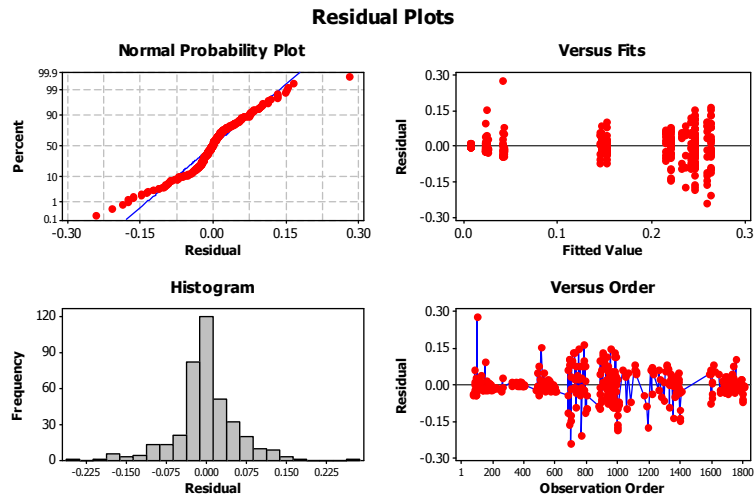 Residual Plots
Normal Probability Plot
99.9
99
90
50
10
1
0.1
Percent
-0.30 -0.15 0.00 0.15 0.30
Residual
Versus Fits
0.30
0.15
0.00
-0.15
-0.30
Residual
0.0 0.1 0.2 0.3
Fitted Value
Histogram
120
90
60
30
0
Frequency
-0.225 -0.150 -0.075 0.000 0.075 0.150 0.225
Residual
Versus Order
0.30
0.15
0.00
-0.15
-0.30
Residual
1 200 400 600 800 1000 1200 1400 1600 1800
Observation Order